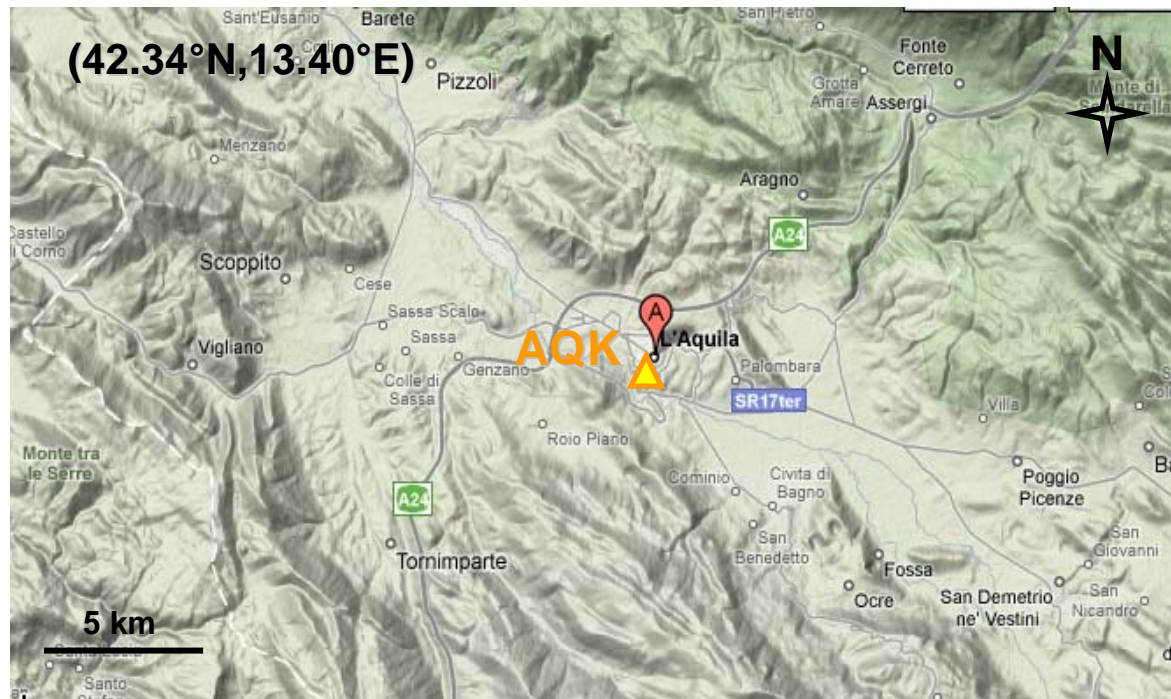 Sant'Eusanio
Barete
San Pietro
(42.34°N,13.40°E)
Pizzoli
Fonte
Cerreto
N
Grotta
Amare
Assergi
Monte di
Menzano
Aragno
A24
Castello
di Corno
Scoppito
Cese
Sassa Scalo
A
L'Aquila
AQK
Sassa
Vigliano
Genzano
Palombara
Colle di
Sassa
SR17ter
Villa
Roio Piano
Monte tra
le Serre
Cominio
Civita di
Bagno
Poggio
Picenze
A24
San
Benedetto
San
Giovanni
Tornimparte
Fossa
Ocre
San Demetrio
ne' Vestini
San
Nicandro
5 km
Santo